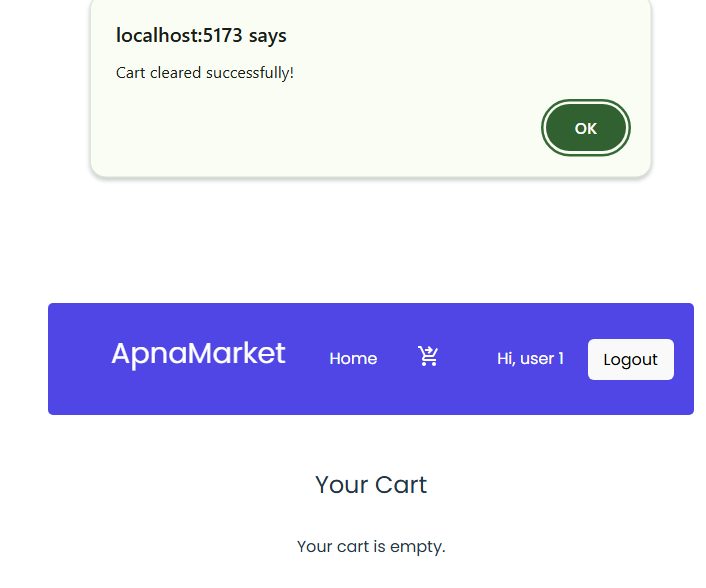 localhost:5173 says
Cart cleared successfully!
OK
ApnaMarket Home Hi, user 1 Logout
Your Cart
Your cart is empty.